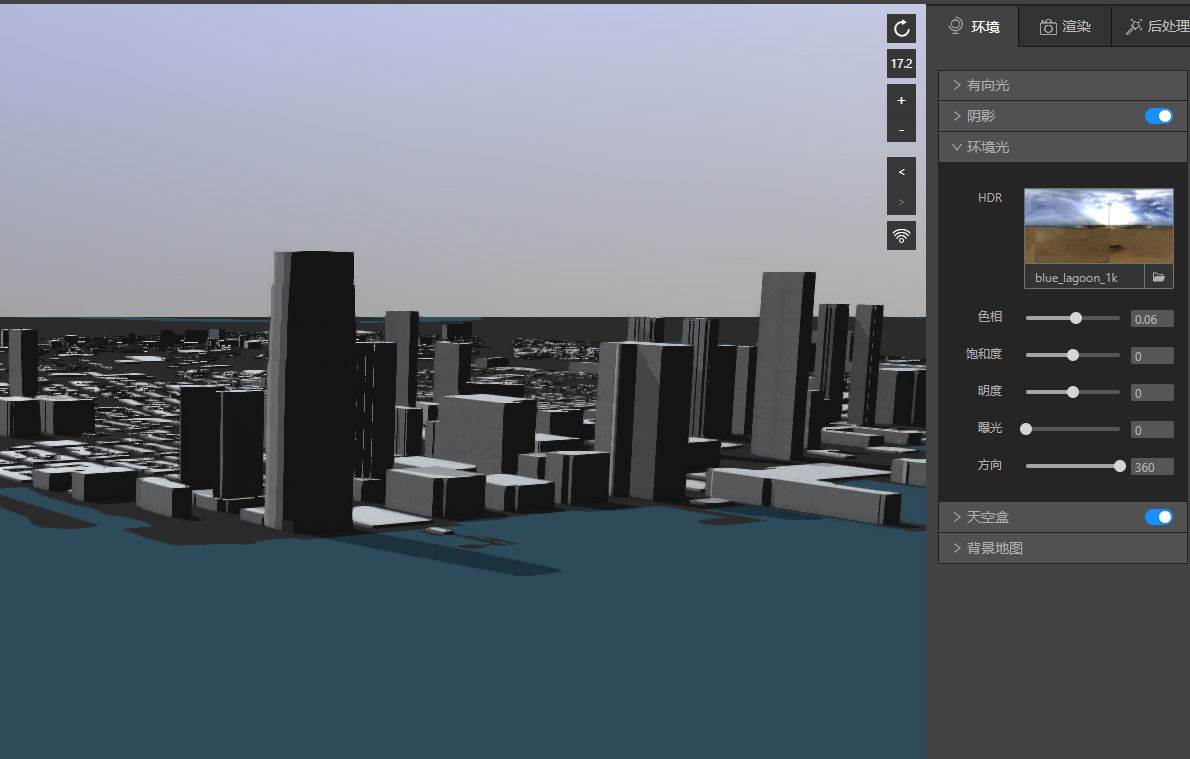 17.2
+
-
<
>
环境
渲染
后处理
有向光
阴影
环境光
HDR
blue_lagoon_1k
色相 0.06
饱和度 0
明度 0
曝光 0
方向 360
天空盒
背景地图